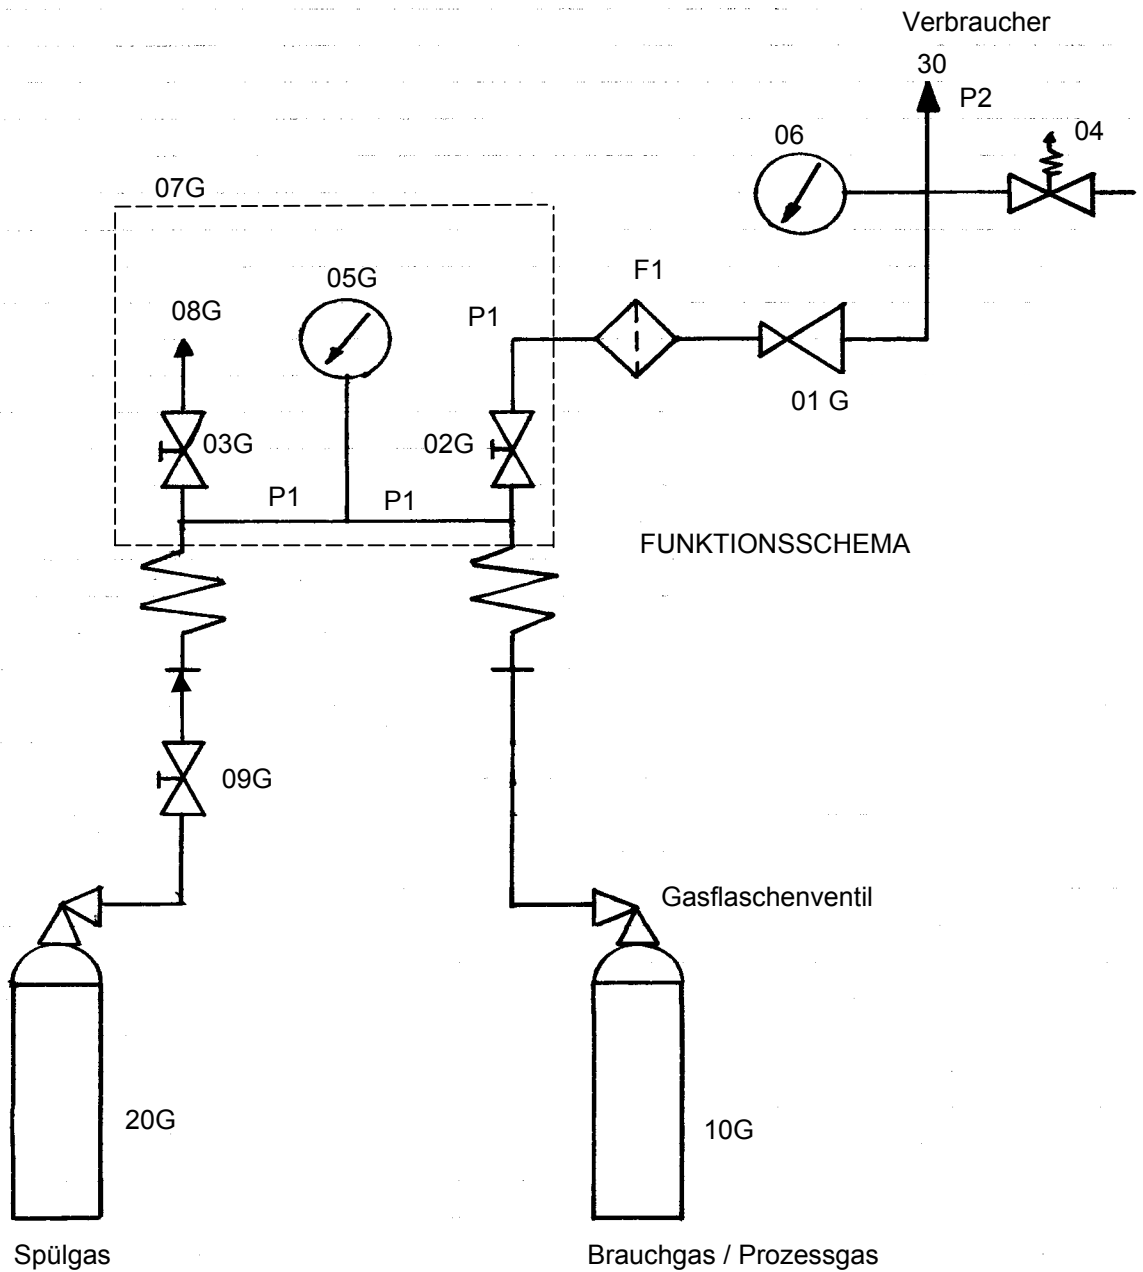 Verbraucher
30
P2
06
04
07G
05G
F1
08G
P1
01 G
03G
02G
P1
P1
FUNKTIONSSCHEMA
09G
Gasflaschenventil
20G
10G
Spülgas
Brauchgas / Prozessgas